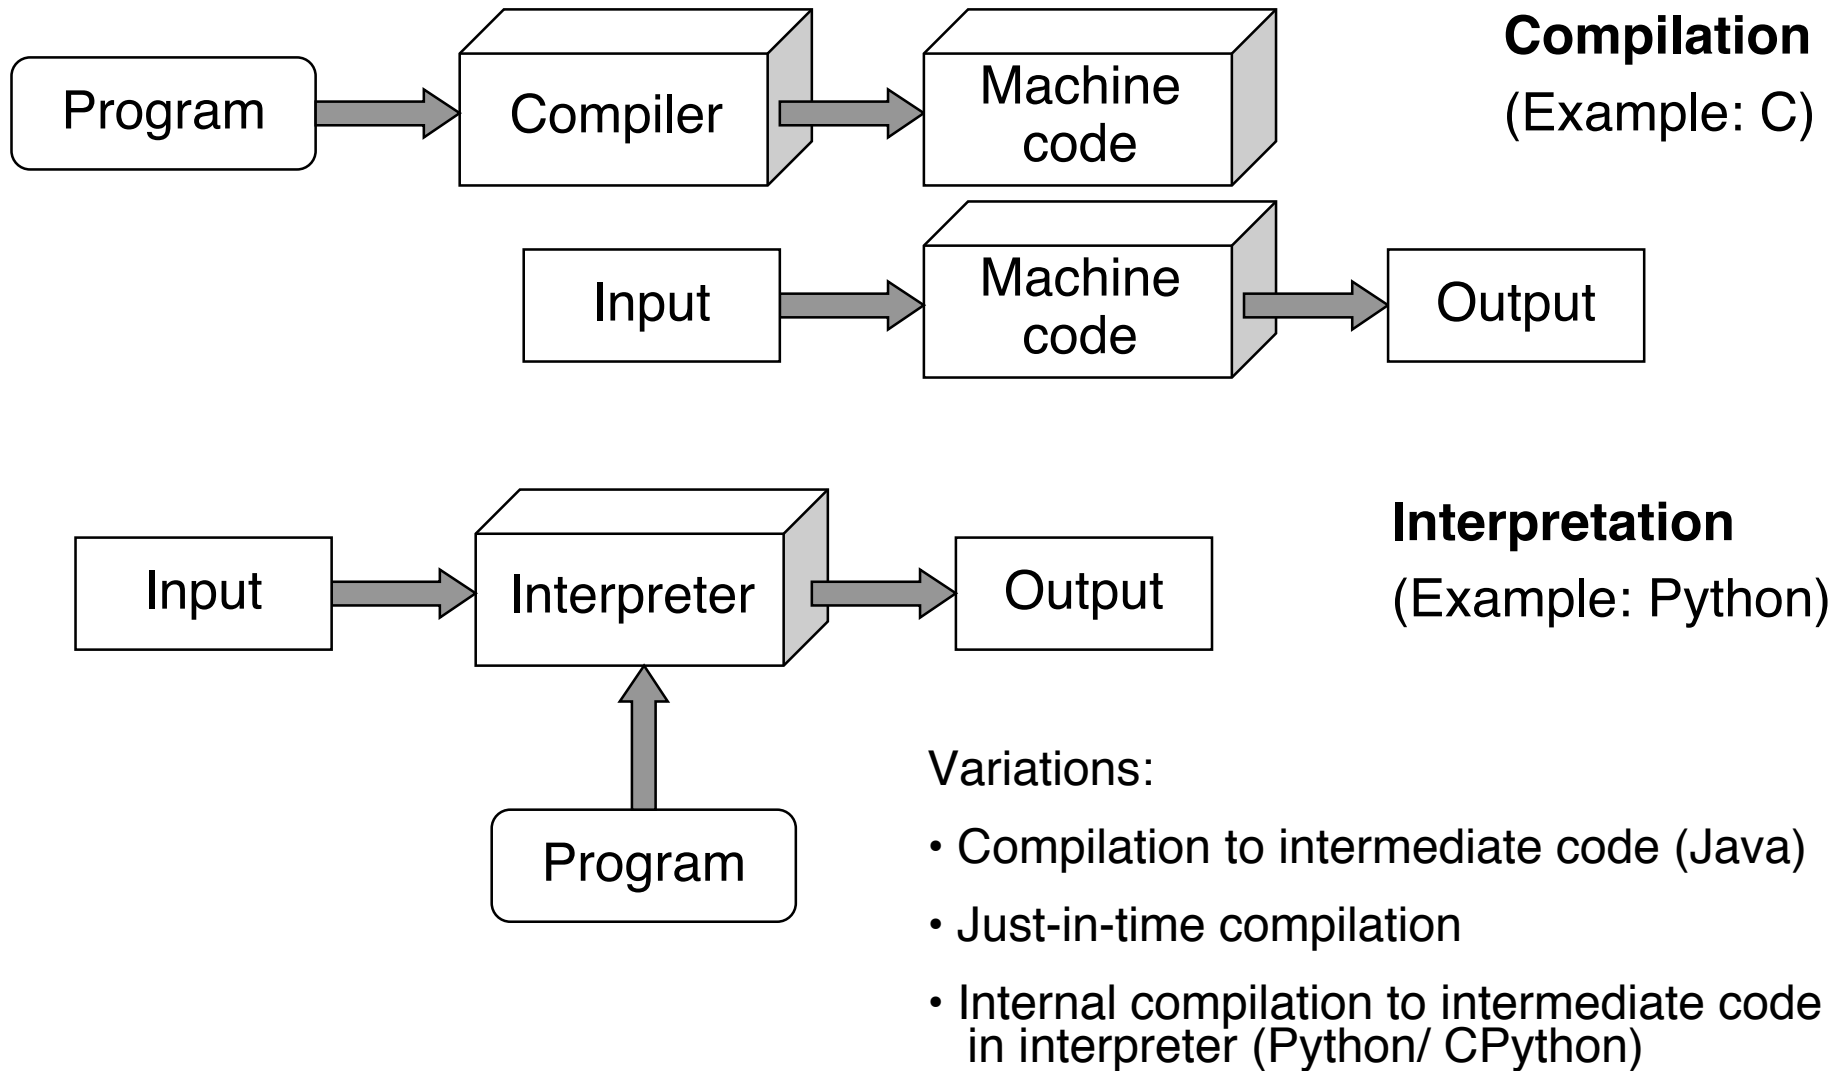 Program
Compiler
Machine
code
Compilation
(Example: C)
Input
Machine
code
Output
Input
Interpreter
Output
Program
Interpretation
(Example: Python)
Variations:
• Compilation to intermediate code (Java)
• Just-in-time compilation
• Internal compilation to intermediate code
in interpreter (Python/ CPython)